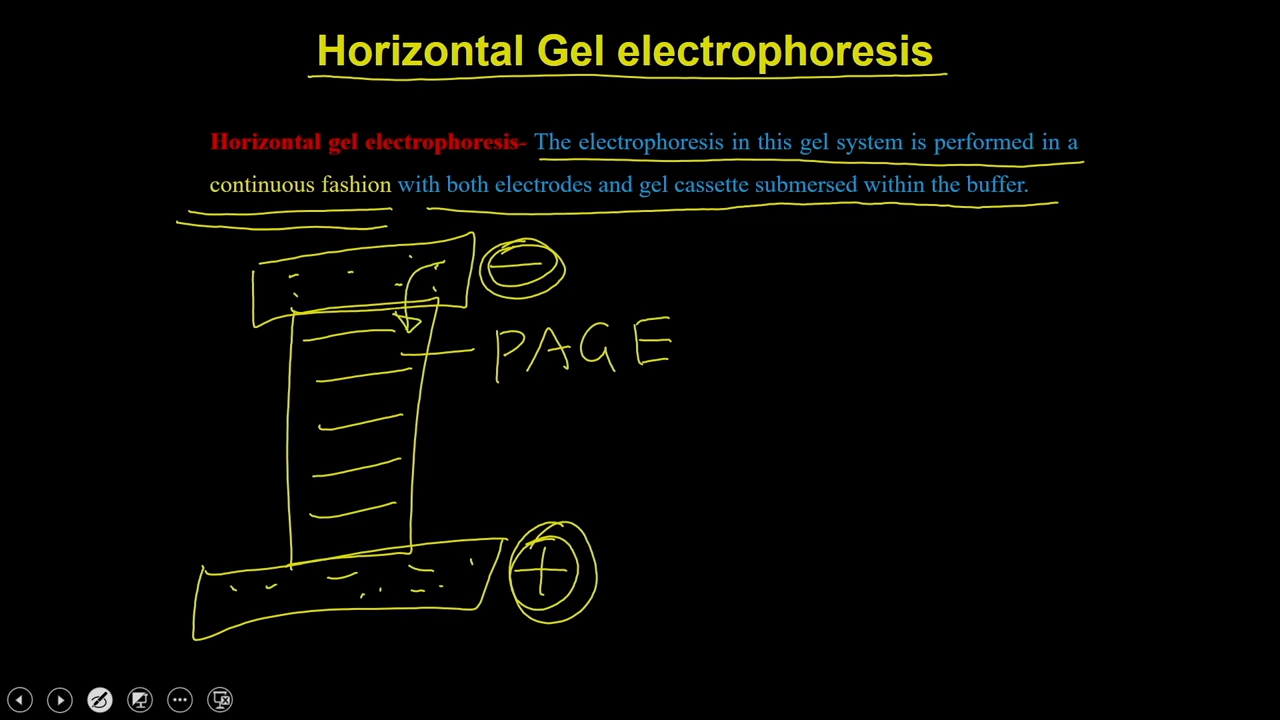 Horizontal Gel electrophoresis
Horizontal gel electrophoresis- The electrophoresis in this gel system is performed in a
continuous fashion with both electrodes and gel cassette submersed within the buffer.
−
PAGE
+